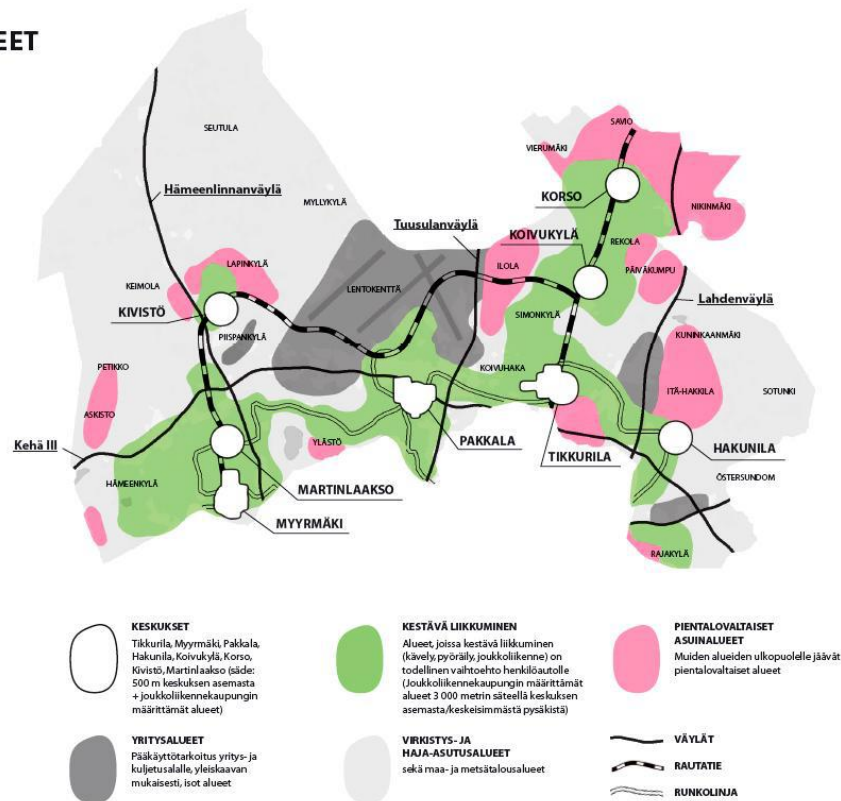 EET
SEUTULA
Hämeenlinnanväylä
MYLLYKYLÄ
Tuusulanväylä
SAVIO
VIERUMÄKI
KORSO
NIKINMÄKI
KOIVUKYLÄ
REKOLA
LAPINKYLÄ
ILOLA
PÄIVÄKUMPU
KEIMOLA
LENTOKENTTÄ
Lahdenväylä
KIVISTÖ
SIMONKYLÄ
PIISPANKYLÄ
KUNINKAANMÄKI
PETIKKO
KOIVUHAKA
ITÄ-HAKKILA
SOTUNKI
ASKISTO
Kehä III
YLÄSTÖ
PAKKALA
TIKKURILA
HAKUNILA
HÄMEENKYLÄ
MARTINLAAKSO
ÖSTERSUNDOM
MYYRMÄKI
RAJAKYLÄ
KESKUKSET
Tikkurila, Myyrmäki, Pakkala,
Hakunila, Koivukylä, Korso,
Kivistö, Martinlaakso (säde:
500 m keskuksen asemasta
+ joukkoliikennekaupungin
määrittämät alueet)
KESTÄVÄ LIIKKUMINEN
Alueet, joissa kestävä liikkuminen
(kävely, pyöräily, joukkoliikenne) on
todellinen vaihtoehto henkilöautolle
(Joukkoliikennekaupungin määrittämät
alueet 3 000 metrin säteellä keskuksen
asemasta/keskeisimmästä pysäkistä)
PIENTALOVALTAISET
ASUINALUEET
Muiden alueiden ulkopuolelle jäävät
pientalovaltaiset alueet
YRITYSALUEET
Pääkäyttötarkoitus yritys- ja
kuljetusalalle, yleiskaavan
mukaisesti, isot alueet
VIRKISTYS- JA
HAJA-ASUTUSALUEET
sekä maa- ja metsätalousalueet
VÄYLÄT
RAUTATIE
RUNKOLINJA